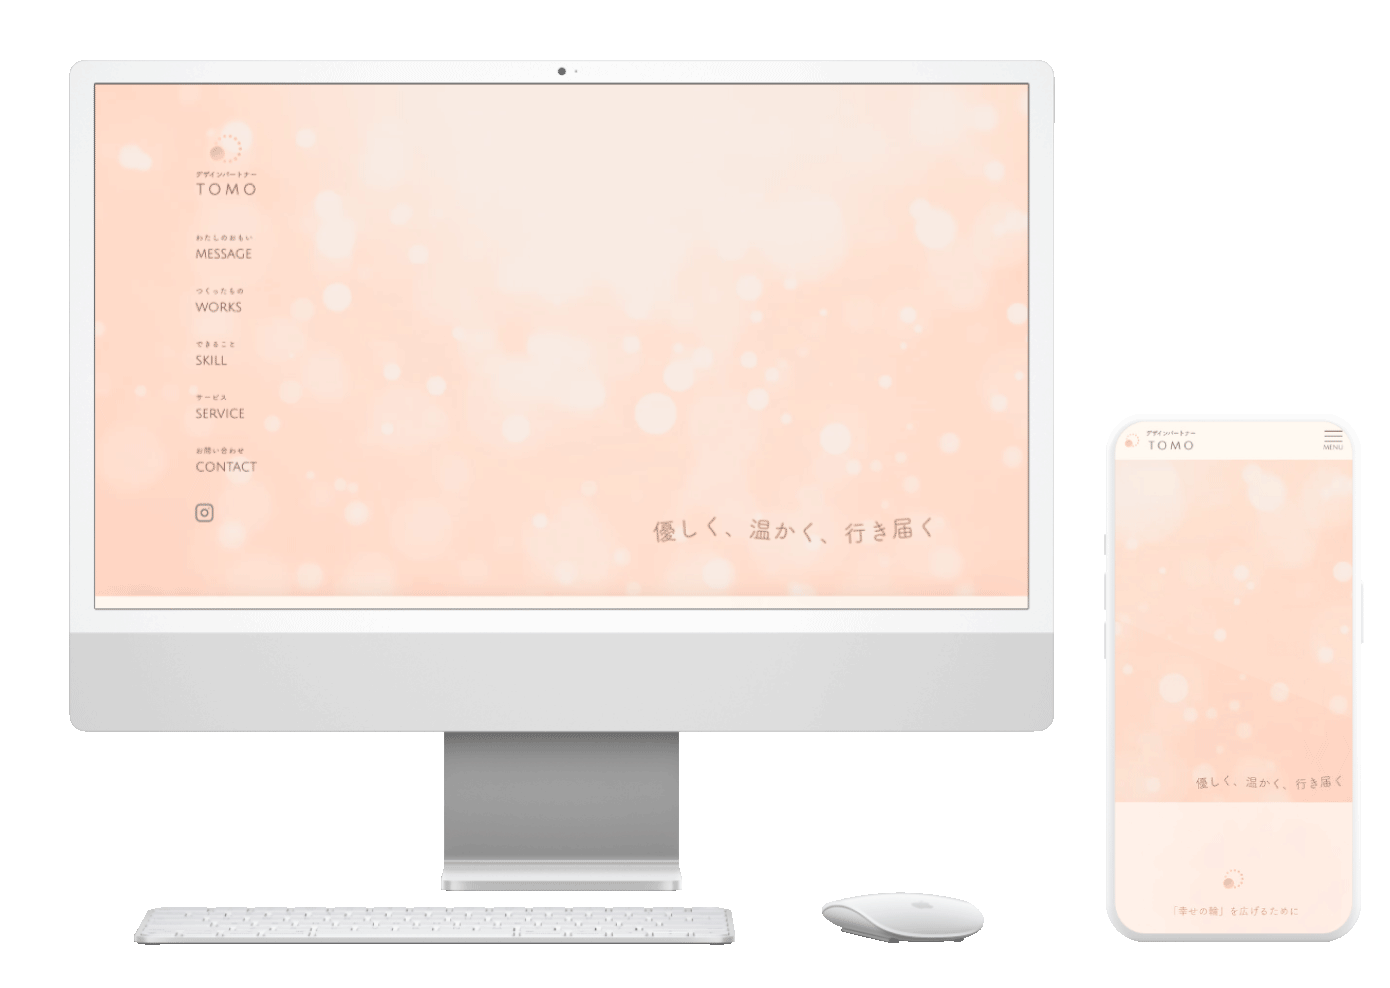 デザインパートナー
TOMO
わたしのおもい
MESSAGE
つくったもの
WORKS
できること
SKILL
サービス
SERVICE
お問い合わせ
CONTACT
優しく、温かく、行き届く
デザインパートナー
TOMO
MENU
優しく、温かく、行き届く
「幸せの輪」を広げるために